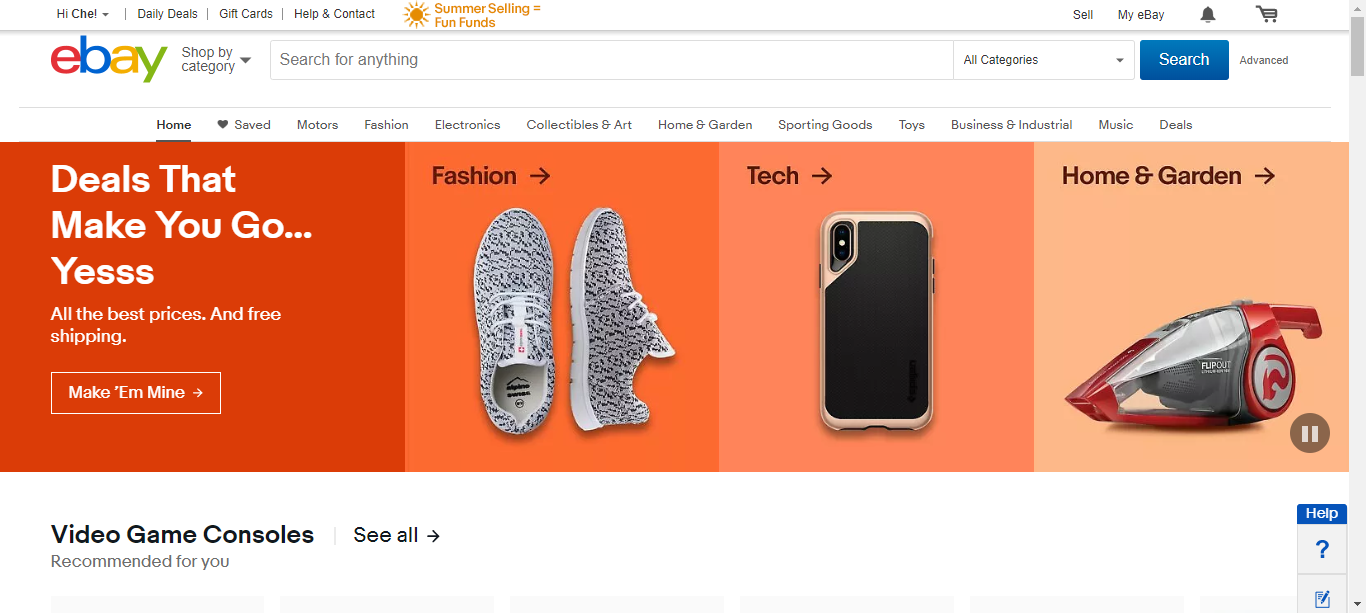 Hi Che!
Daily Deals
Gift Cards
Help & Contact
Summer Selling =
Fun Funds
Sell
My eBay
ebay
Shop by
category
Search for anything
All Categories
Search
Advanced
Home
Saved
Motors
Fashion
Electronics
Collectibles & Art
Home & Garden
Sporting Goods
Toys
Business & Industrial
Music
Deals
Deals That
Make You Go...
Yesss
All the best prices. And free
shipping.
Make 'Em Mine →
Fashion →
Tech →
Home & Garden →
alpine
swiss
FLIPOUT
Video Game Consoles
See all →
Recommended for you
Help
?